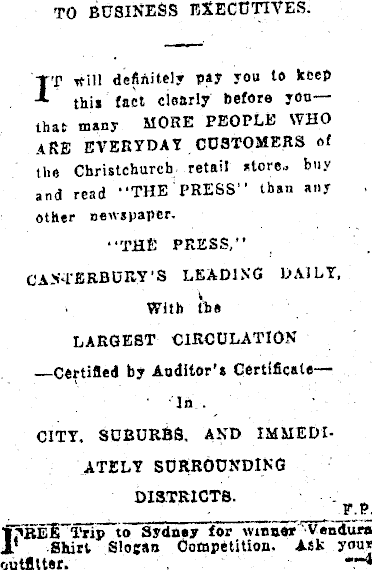 TO BUSINESS EXECUTIVES.
IT will definitely pay you to keep
this fact clearly before you—
that many MORE PEOPLE WHO
ARE EVERYDAY CUSTOMERS of
the Christchurch retail stores buy
and read "THE PRESS" than any
other newspaper.
"THE PRESS,"
CANTERBURY'S LEADING DAILY,
With the
LARGEST CIRCULATION
—Certified by Auditor's Certificate—
In
CITY, SUBURBS, AND IMMEDI-
ATELY SURROUNDING
DISTRICTS.
F.P.
FREE Trip to Sydney for winner Vendura
Shirt Slogan Competition. Ask your
outfitter. —4